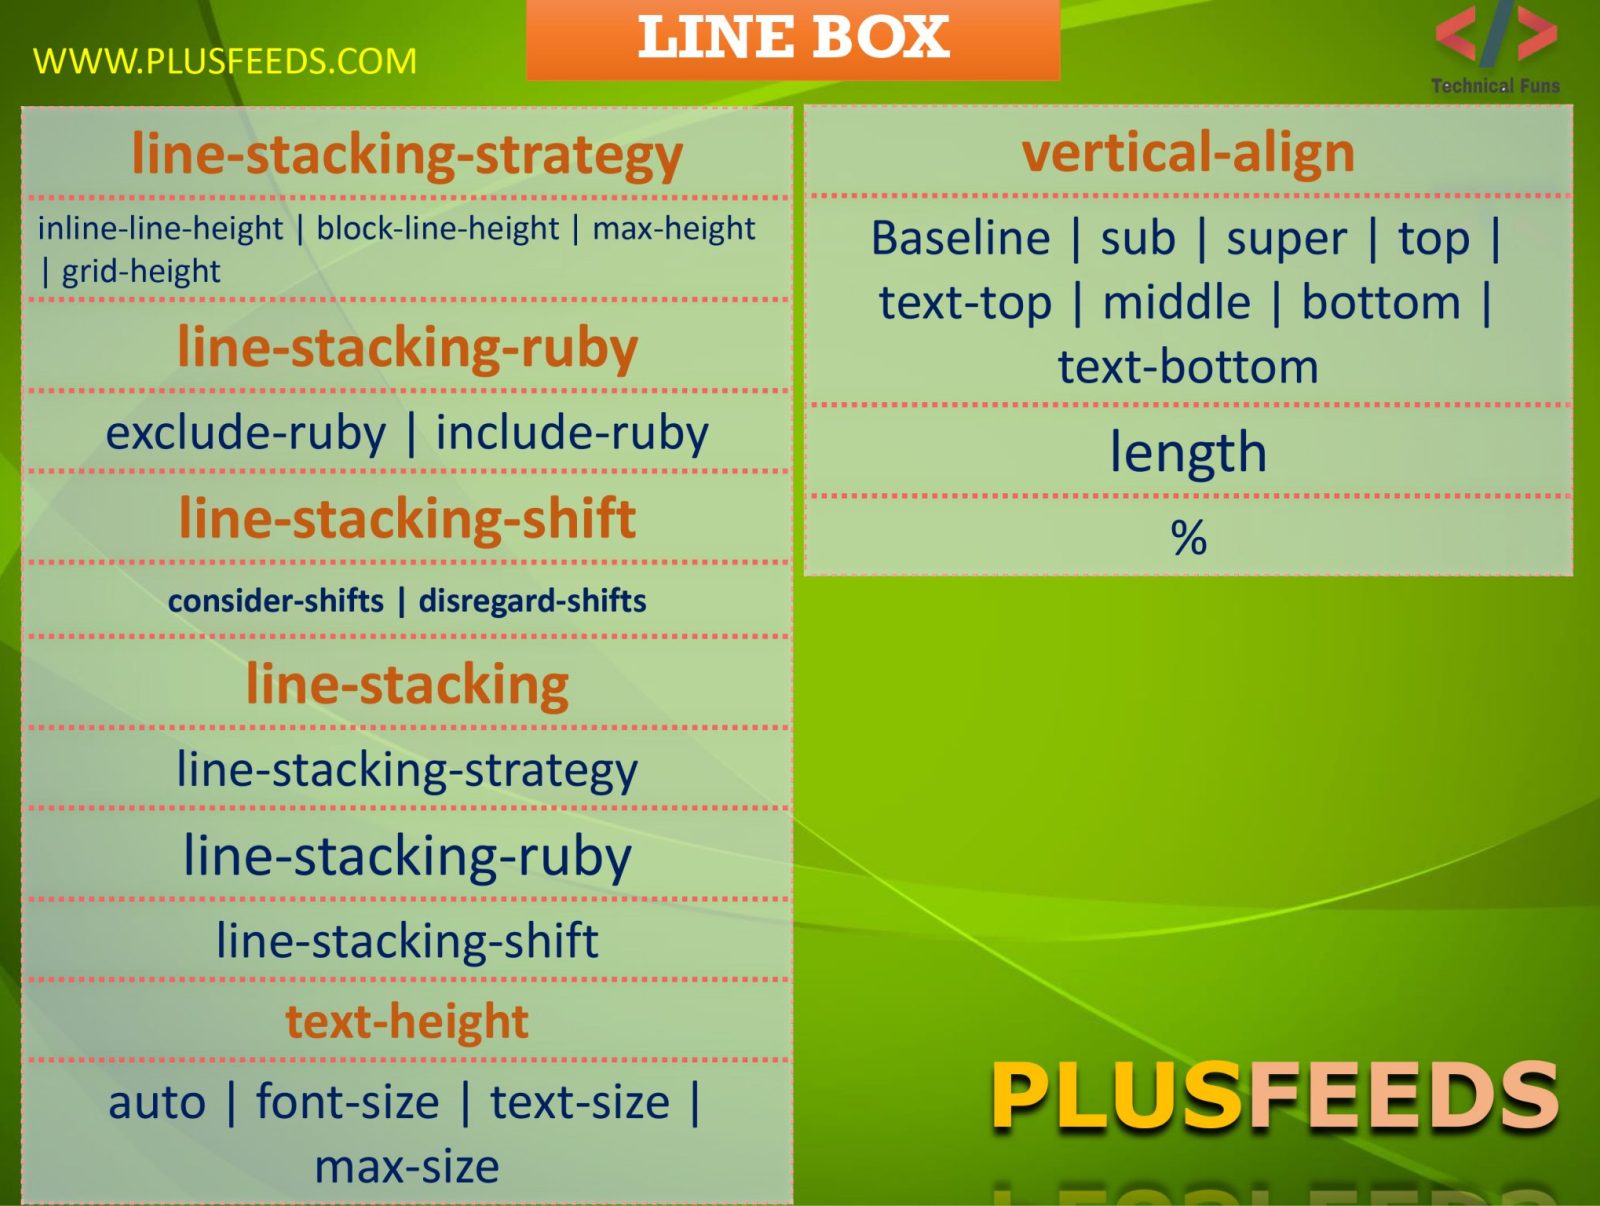 LINE BOX
WWW.PLUSFEEDS.COM
</>
Technical Funs
line-stacking-strategy
inline-line-height | block-line-height | max-height
| grid-height
line-stacking-ruby
exclude-ruby | include-ruby
line-stacking-shift
consider-shifts | disregard-shifts
line-stacking
line-stacking-strategy
line-stacking-ruby
line-stacking-shift
text-height
auto | font-size | text-size |
max-size
vertical-align
Baseline | sub | super | top |
text-top | middle | bottom |
text-bottom
length
%
PLUSFEEDS